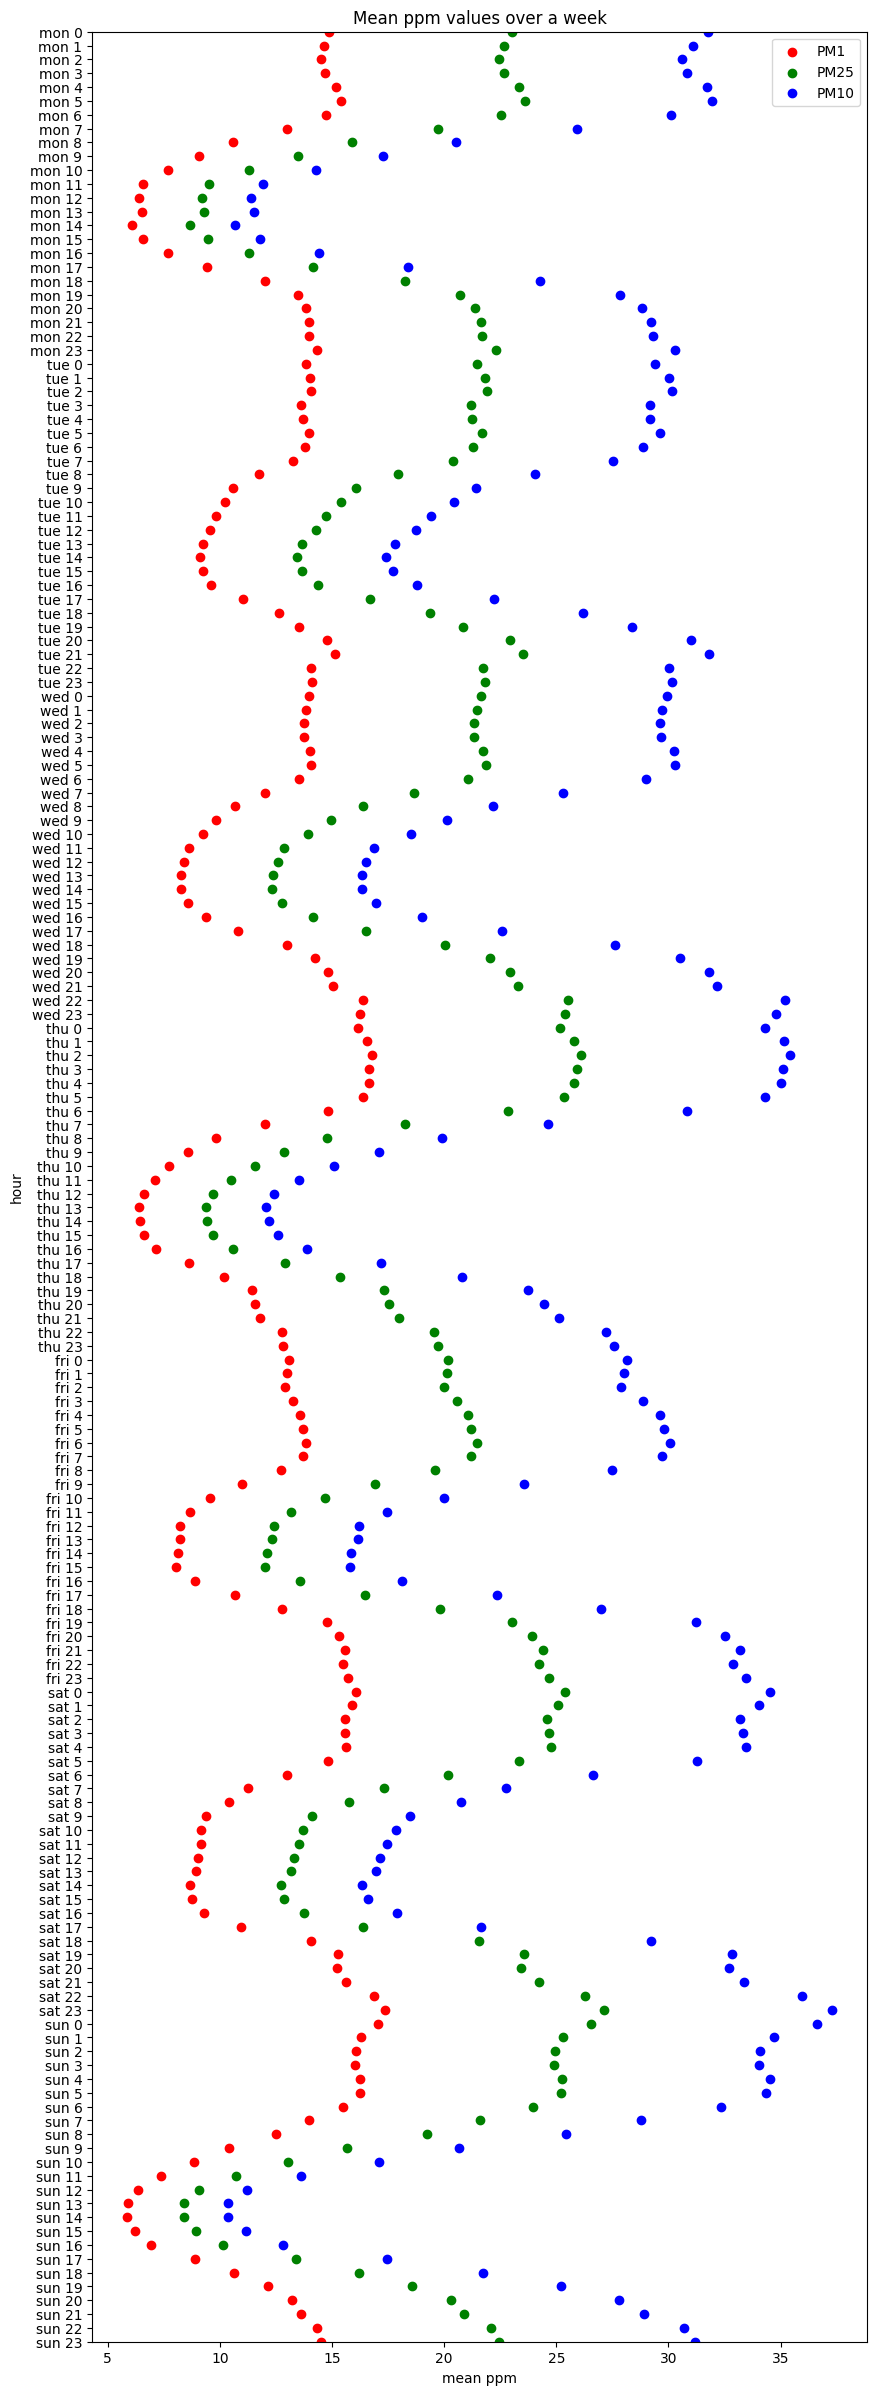 Mean ppm values over a week
PM1
PM25
PM10
mon 0
mon 1
mon 2
mon 3
mon 4
mon 5
mon 6
mon 7
mon 8
mon 9
mon 10
mon 11
mon 12
mon 13
mon 14
mon 15
mon 16
mon 17
mon 18
mon 19
mon 20
mon 21
mon 22
mon 23
tue 0
tue 1
tue 2
tue 3
tue 4
tue 5
tue 6
tue 7
tue 8
tue 9
tue 10
tue 11
tue 12
tue 13
tue 14
tue 15
tue 16
tue 17
tue 18
tue 19
tue 20
tue 21
tue 22
tue 23
wed 0
wed 1
wed 2
wed 3
wed 4
wed 5
wed 6
wed 7
wed 8
wed 9
wed 10
wed 11
wed 12
wed 13
wed 14
wed 15
wed 16
wed 17
wed 18
wed 19
wed 20
wed 21
wed 22
wed 23
thu 0
thu 1
thu 2
thu 3
thu 4
thu 5
thu 6
thu 7
thu 8
thu 9
thu 10
thu 11
thu 12
thu 13
thu 14
thu 15
thu 16
thu 17
thu 18
thu 19
thu 20
thu 21
thu 22
thu 23
fri 0
fri 1
fri 2
fri 3
fri 4
fri 5
fri 6
fri 7
fri 8
fri 9
fri 10
fri 11
fri 12
fri 13
fri 14
fri 15
fri 16
fri 17
fri 18
fri 19
fri 20
fri 21
fri 22
fri 23
sat 0
sat 1
sat 2
sat 3
sat 4
sat 5
sat 6
sat 7
sat 8
sat 9
sat 10
sat 11
sat 12
sat 13
sat 14
sat 15
sat 16
sat 17
sat 18
sat 19
sat 20
sat 21
sat 22
sat 23
sun 0
sun 1
sun 2
sun 3
sun 4
sun 5
sun 6
sun 7
sun 8
sun 9
sun 10
sun 11
sun 12
sun 13
sun 14
sun 15
sun 16
sun 17
sun 18
sun 19
sun 20
sun 21
sun 22
sun 23
hour
5 10 15 20 25 30 35
mean ppm